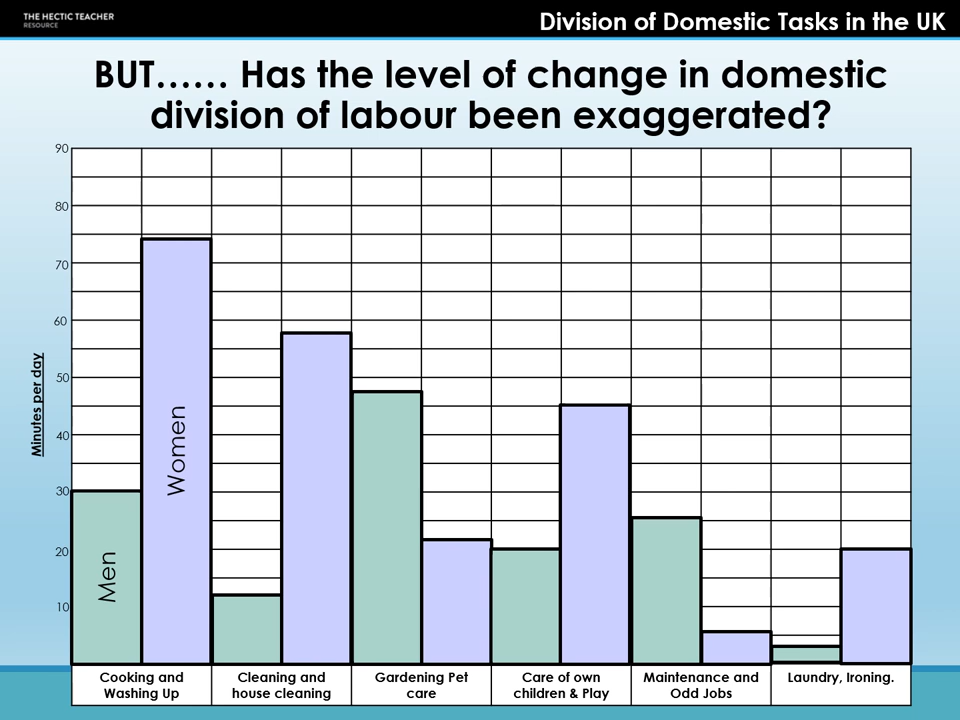 THE HECTIC TEACHER
RESOURCE
Division of Domestic Tasks in the UK
BUT…… Has the level of change in domestic
division of labour been exaggerated?
90
80
70
60
50
40
30
20
10
Minutes per day
Men
Women
Cooking and
Washing Up
Cleaning and
house cleaning
Gardening Pet
care
Care of own
children & Play
Maintenance and
Odd Jobs
Laundry, Ironing.